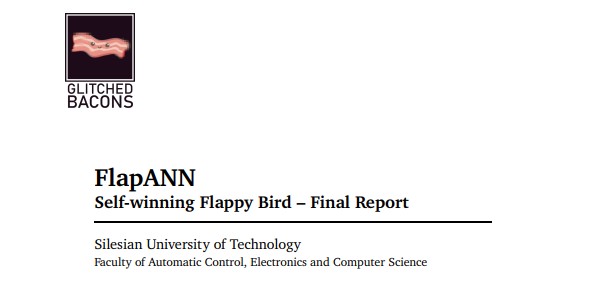 GLITCHED
BACONS
FlapANN
Self-winning Flappy Bird – Final Report
Silesian University of Technology
Faculty of Automatic Control, Electronics and Computer Science